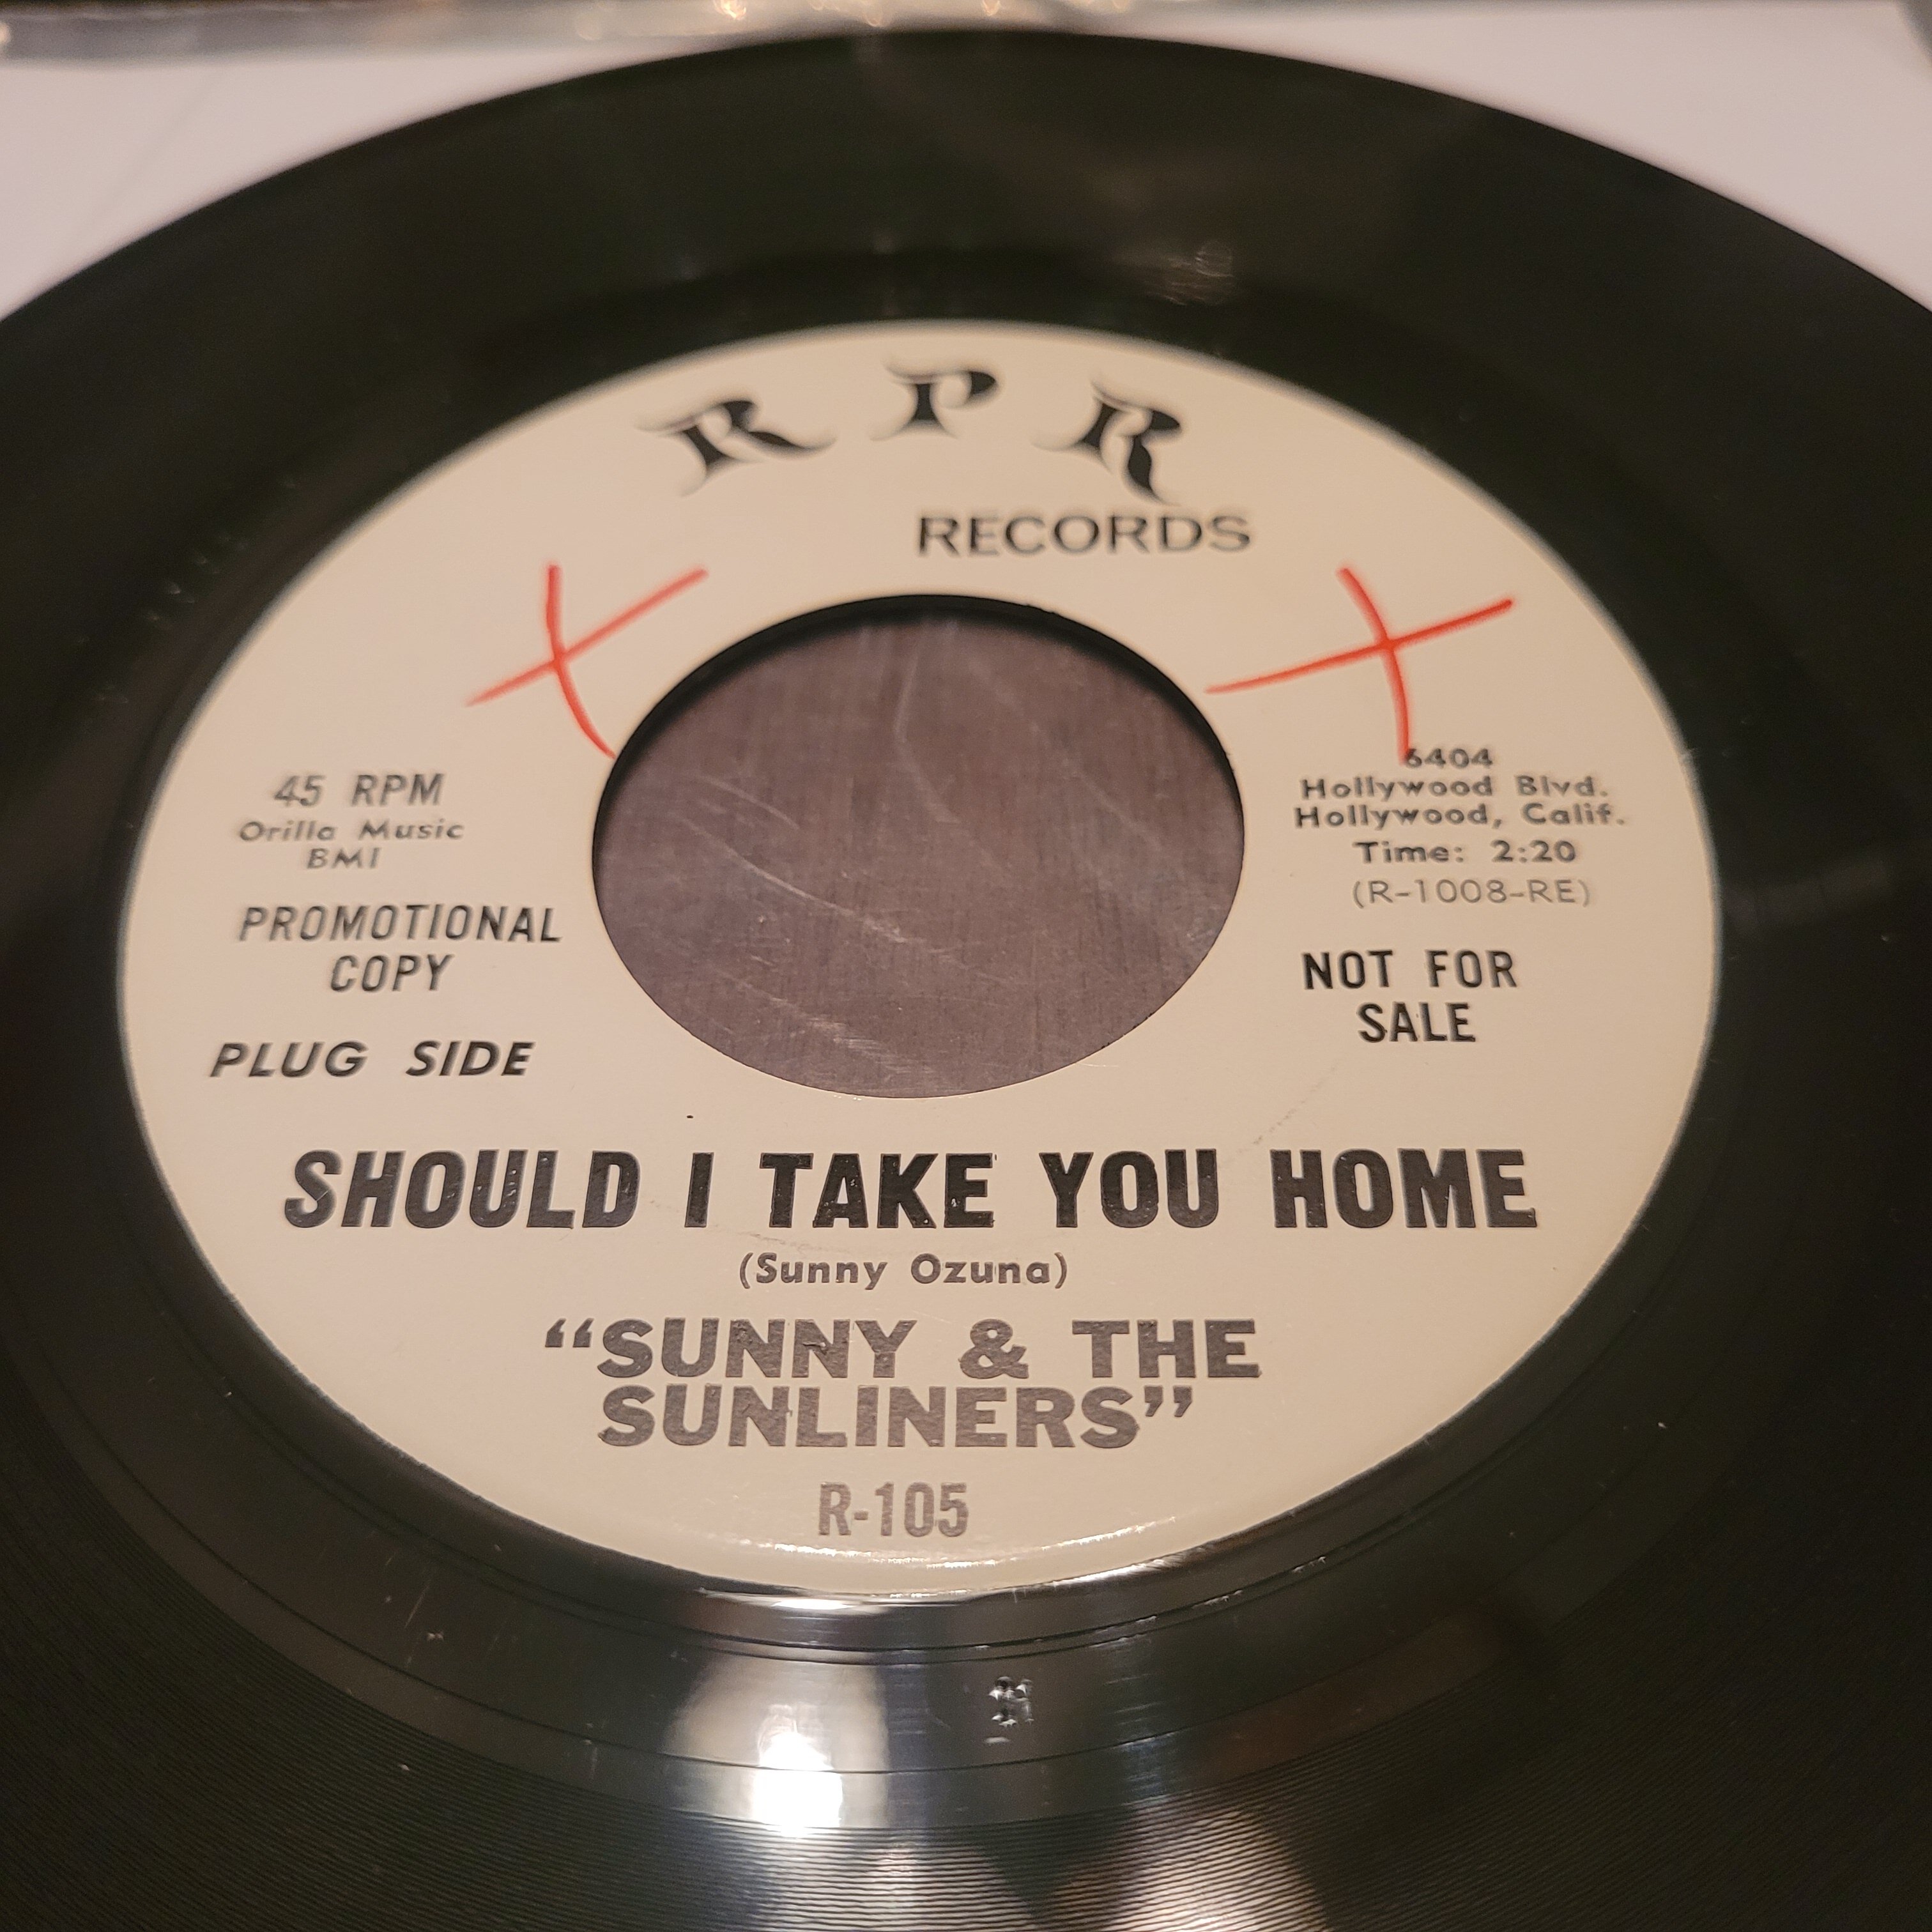 RPR
RECORDS
45 RPM
Orilla Music
BMI
PROMOTIONAL
COPY
PLUG SIDE
6404
Hollywood Blvd.
Hollywood, Calif.
Time: 2:20
(R-1008-RE)
NOT FOR
SALE
SHOULD I TAKE YOU HOME
(Sunny Ozuna)
“SUNNY & THE
SUNLINERS”
R-105